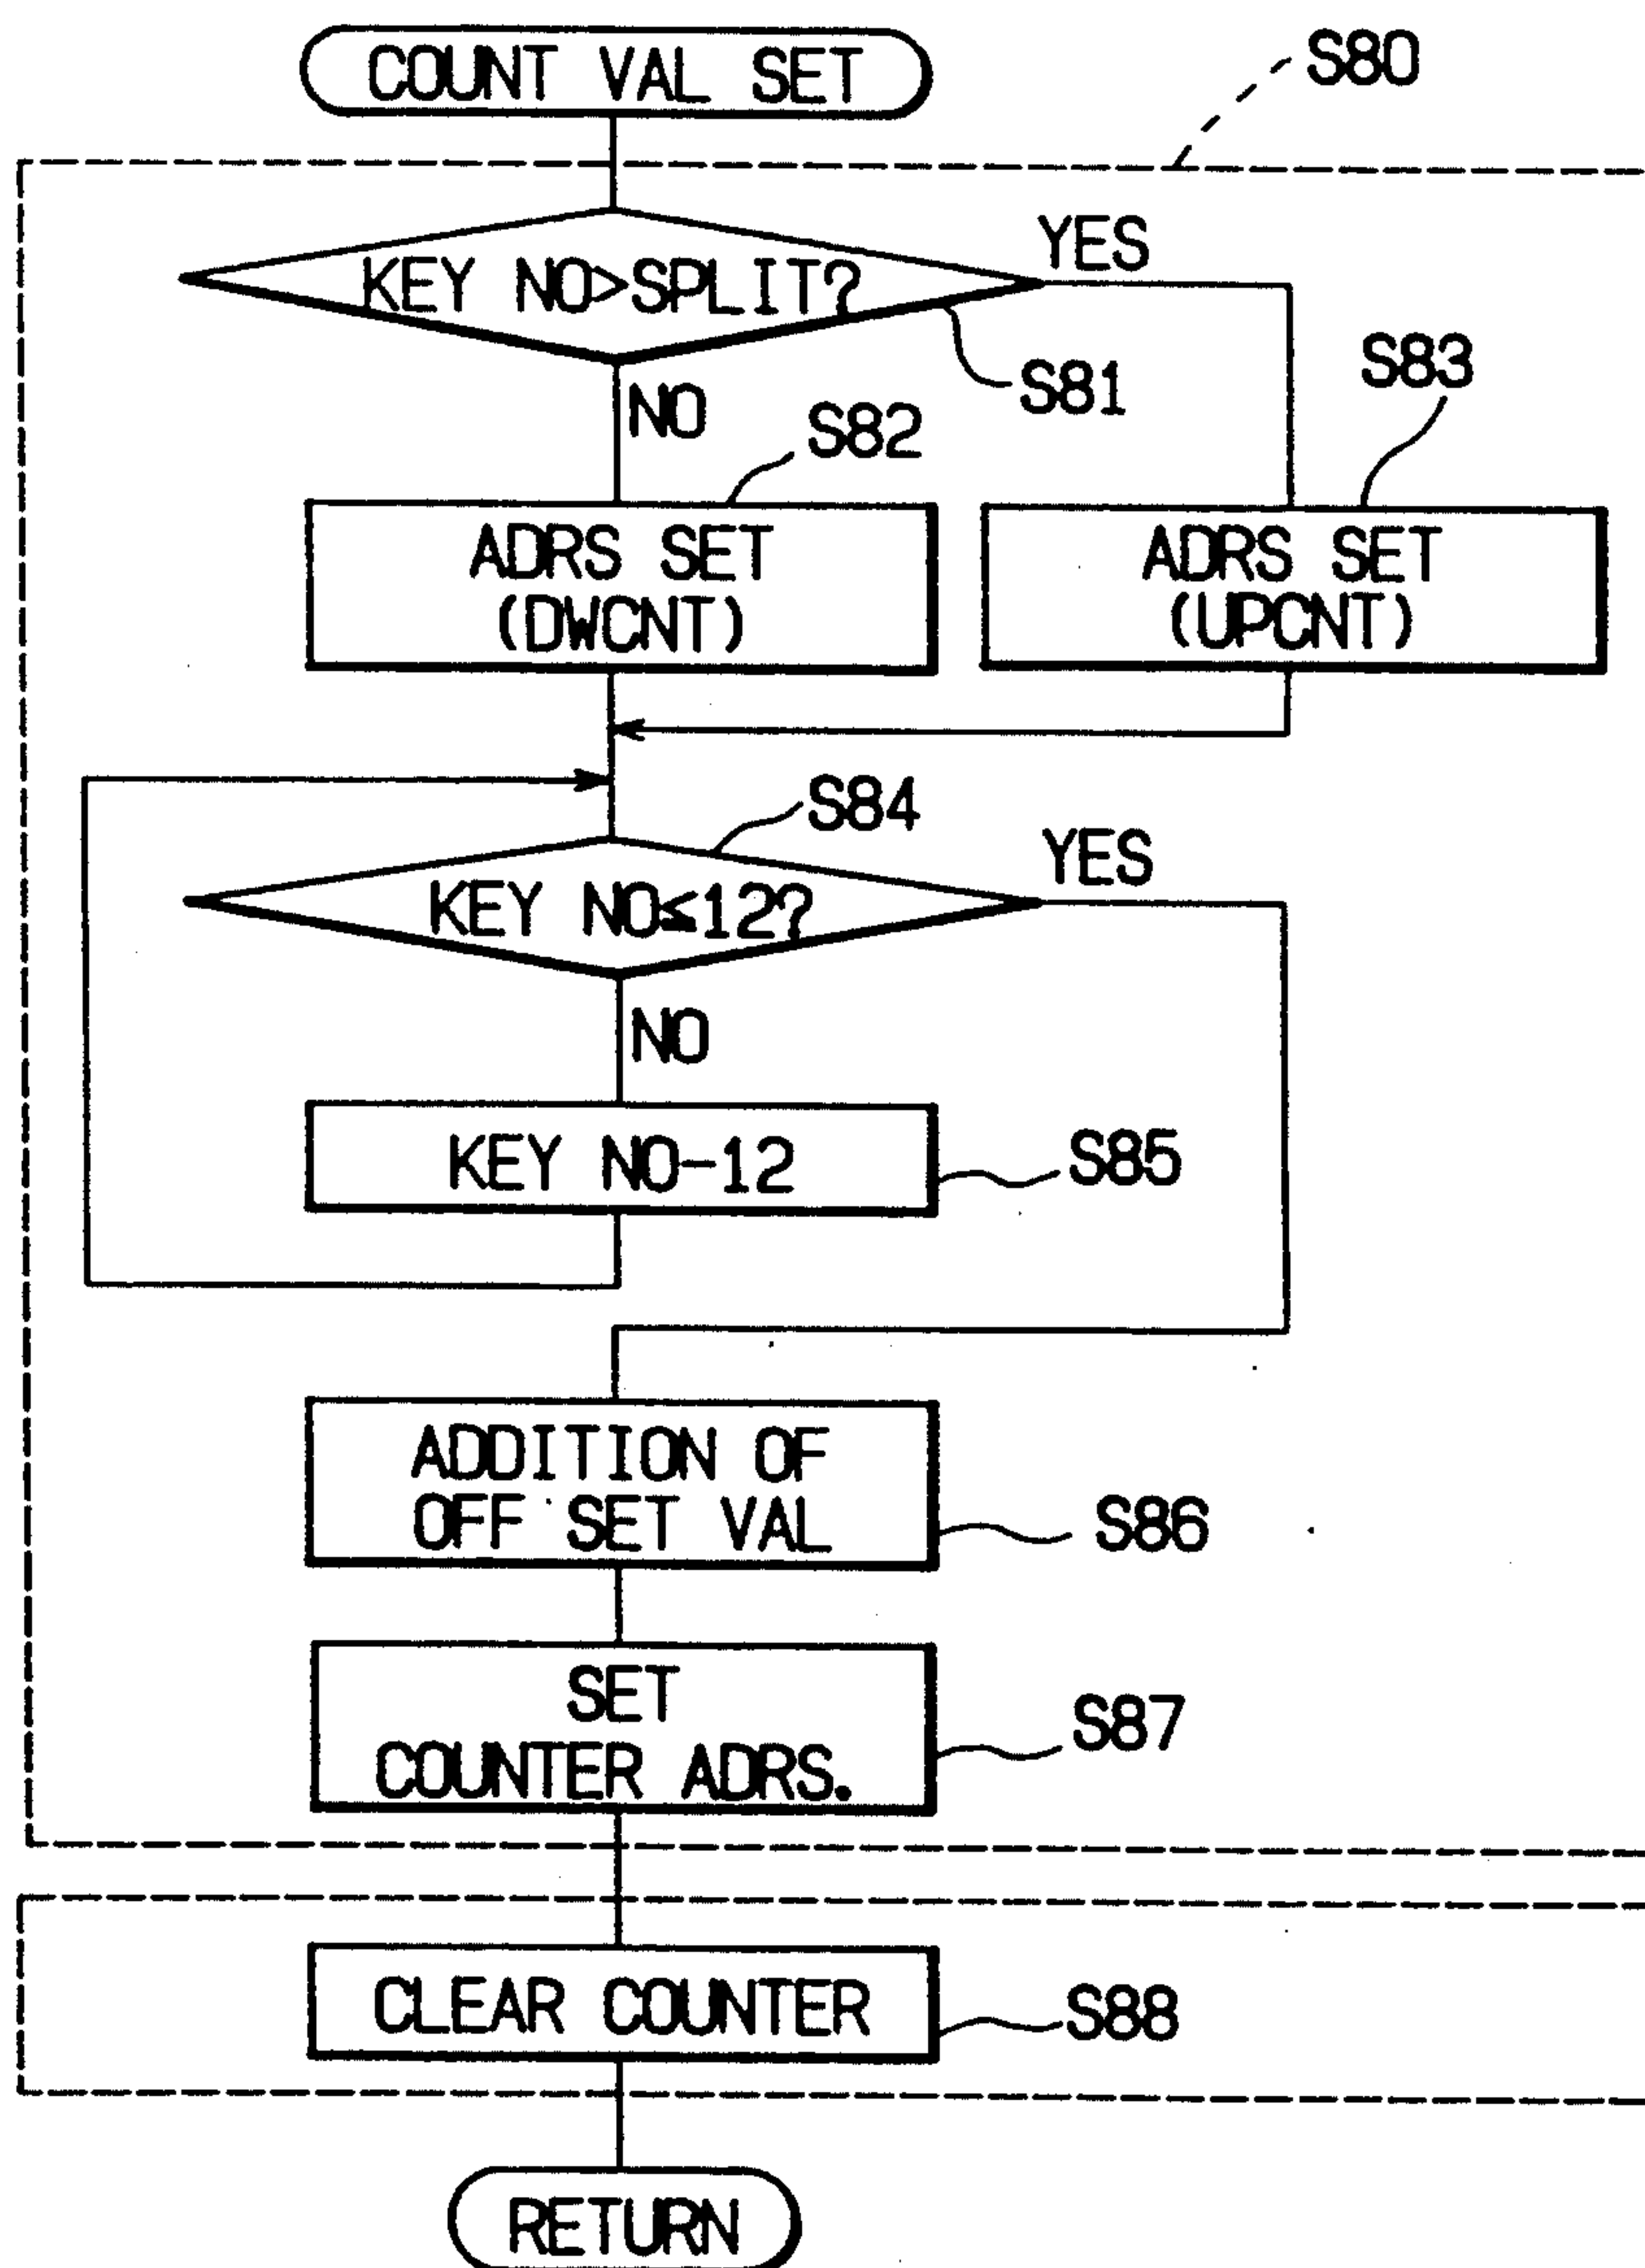 COUNT VAL SET
S80
KEY NO>SPLIT?
YES
S81
NO
S82
S83
ADRS SET
(DWCNT)
ADRS SET
(UPCNT)
S84
KEY NO≤12?
YES
NO
KEY NO-12
S85
ADDITION OF
OFF SET VAL
S86
SET
COUNTER ADRS.
S87
CLEAR COUNTER
S88
RETURN